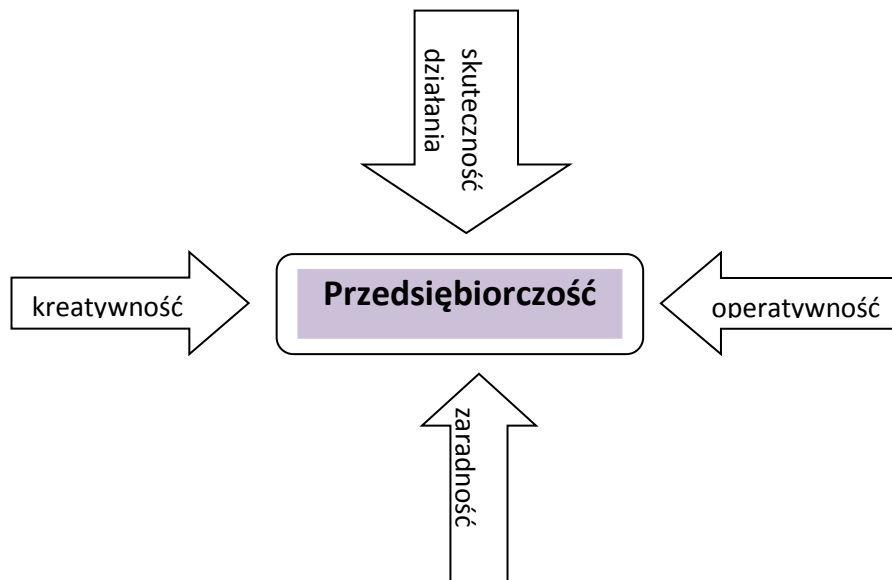 skuteczność
działania
Przedsiębiorczość
kreatywność
operatywność
zaradność